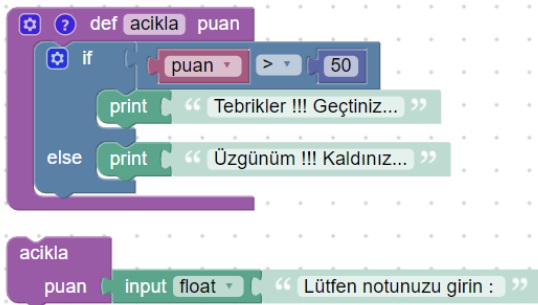 def acikla puan
if puan > 50
print “ Tebrikler !!! Geçtiniz... ”
else print “ Üzgünüm !!! Kaldınız... ”
acikla
puan input float “ Lütfen notunuzu girin : ”